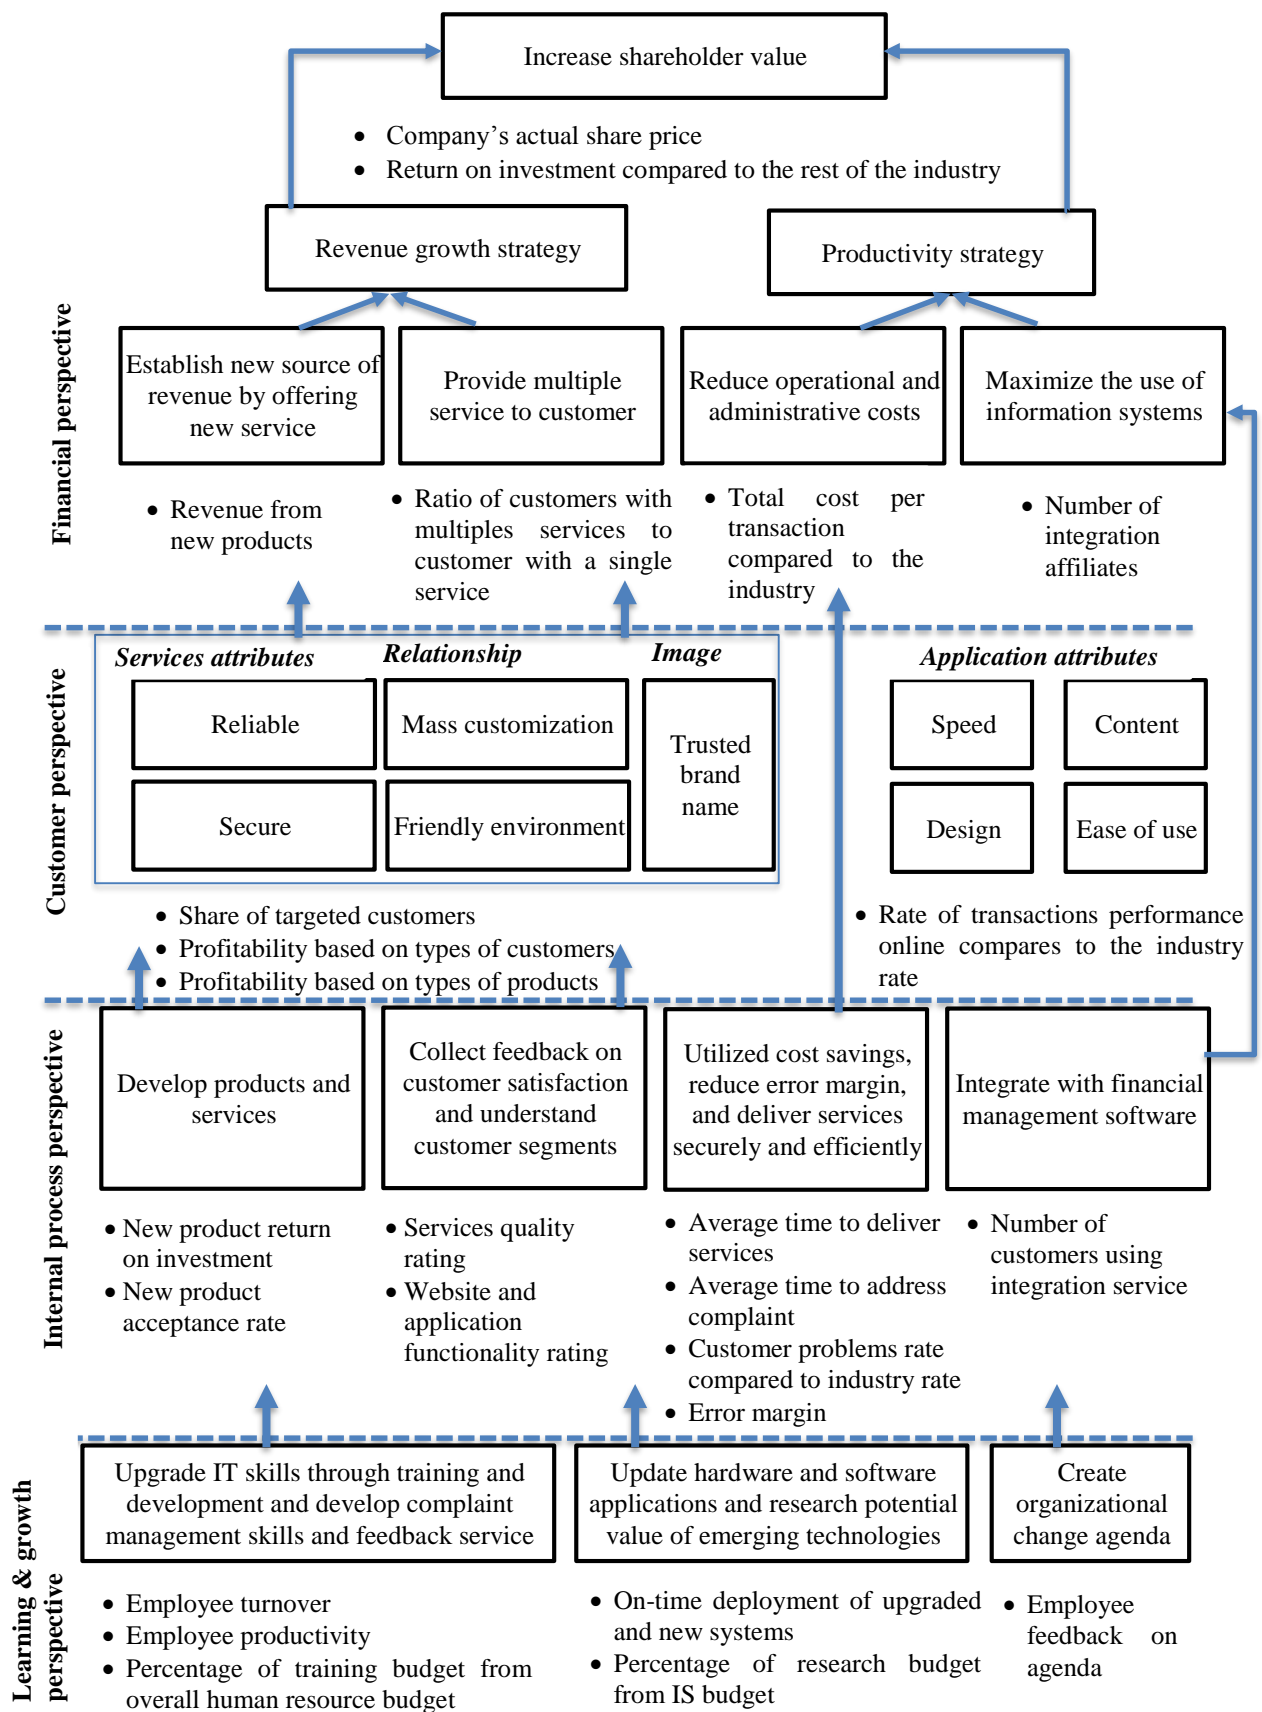 Increase shareholder value
• Company’s actual share price
• Return on investment compared to the rest of the industry
Revenue growth strategy
Productivity strategy
Financial perspective
Establish new source of
revenue by offering
new service
Provide multiple
service to customer
Reduce operational and
administrative costs
Maximize the use of
information systems
• Revenue from
new products
• Ratio of customers with
multiples services to
customer with a single
service
• Total cost per
transaction
compared to the
industry
• Number of
integration
affiliates
Customer perspective
Services attributes
Relationship
Image
Application attributes
Reliable
Mass customization
Trusted
brand
name
Speed
Content
Secure
Friendly environment
Design
Ease of use
• Share of targeted customers
• Profitability based on types of customers
• Profitability based on types of products
• Rate of transactions performance
online compares to the industry
rate
Internal process perspective
Develop products and
services
Collect feedback on
customer satisfaction
and understand
customer segments
Utilized cost savings,
reduce error margin,
and deliver services
securely and efficiently
Integrate with financial
management software
• New product return
on investment
• New product
acceptance rate
• Services quality
rating
• Website and
application
functionality rating
• Average time to deliver
services
• Average time to address
complaint
• Customer problems rate
compared to industry rate
• Error margin
• Number of
customers using
integration service
Learning & growth
perspective
Upgrade IT skills through training and
development and develop complaint
management skills and feedback service
Update hardware and software
applications and research potential
value of emerging technologies
Create
organizational
change agenda
• Employee turnover
• Employee productivity
• Percentage of training budget from
overall human resource budget
• On-time deployment of upgraded
and new systems
• Percentage of research budget
from IS budget
• Employee
feedback on
agenda